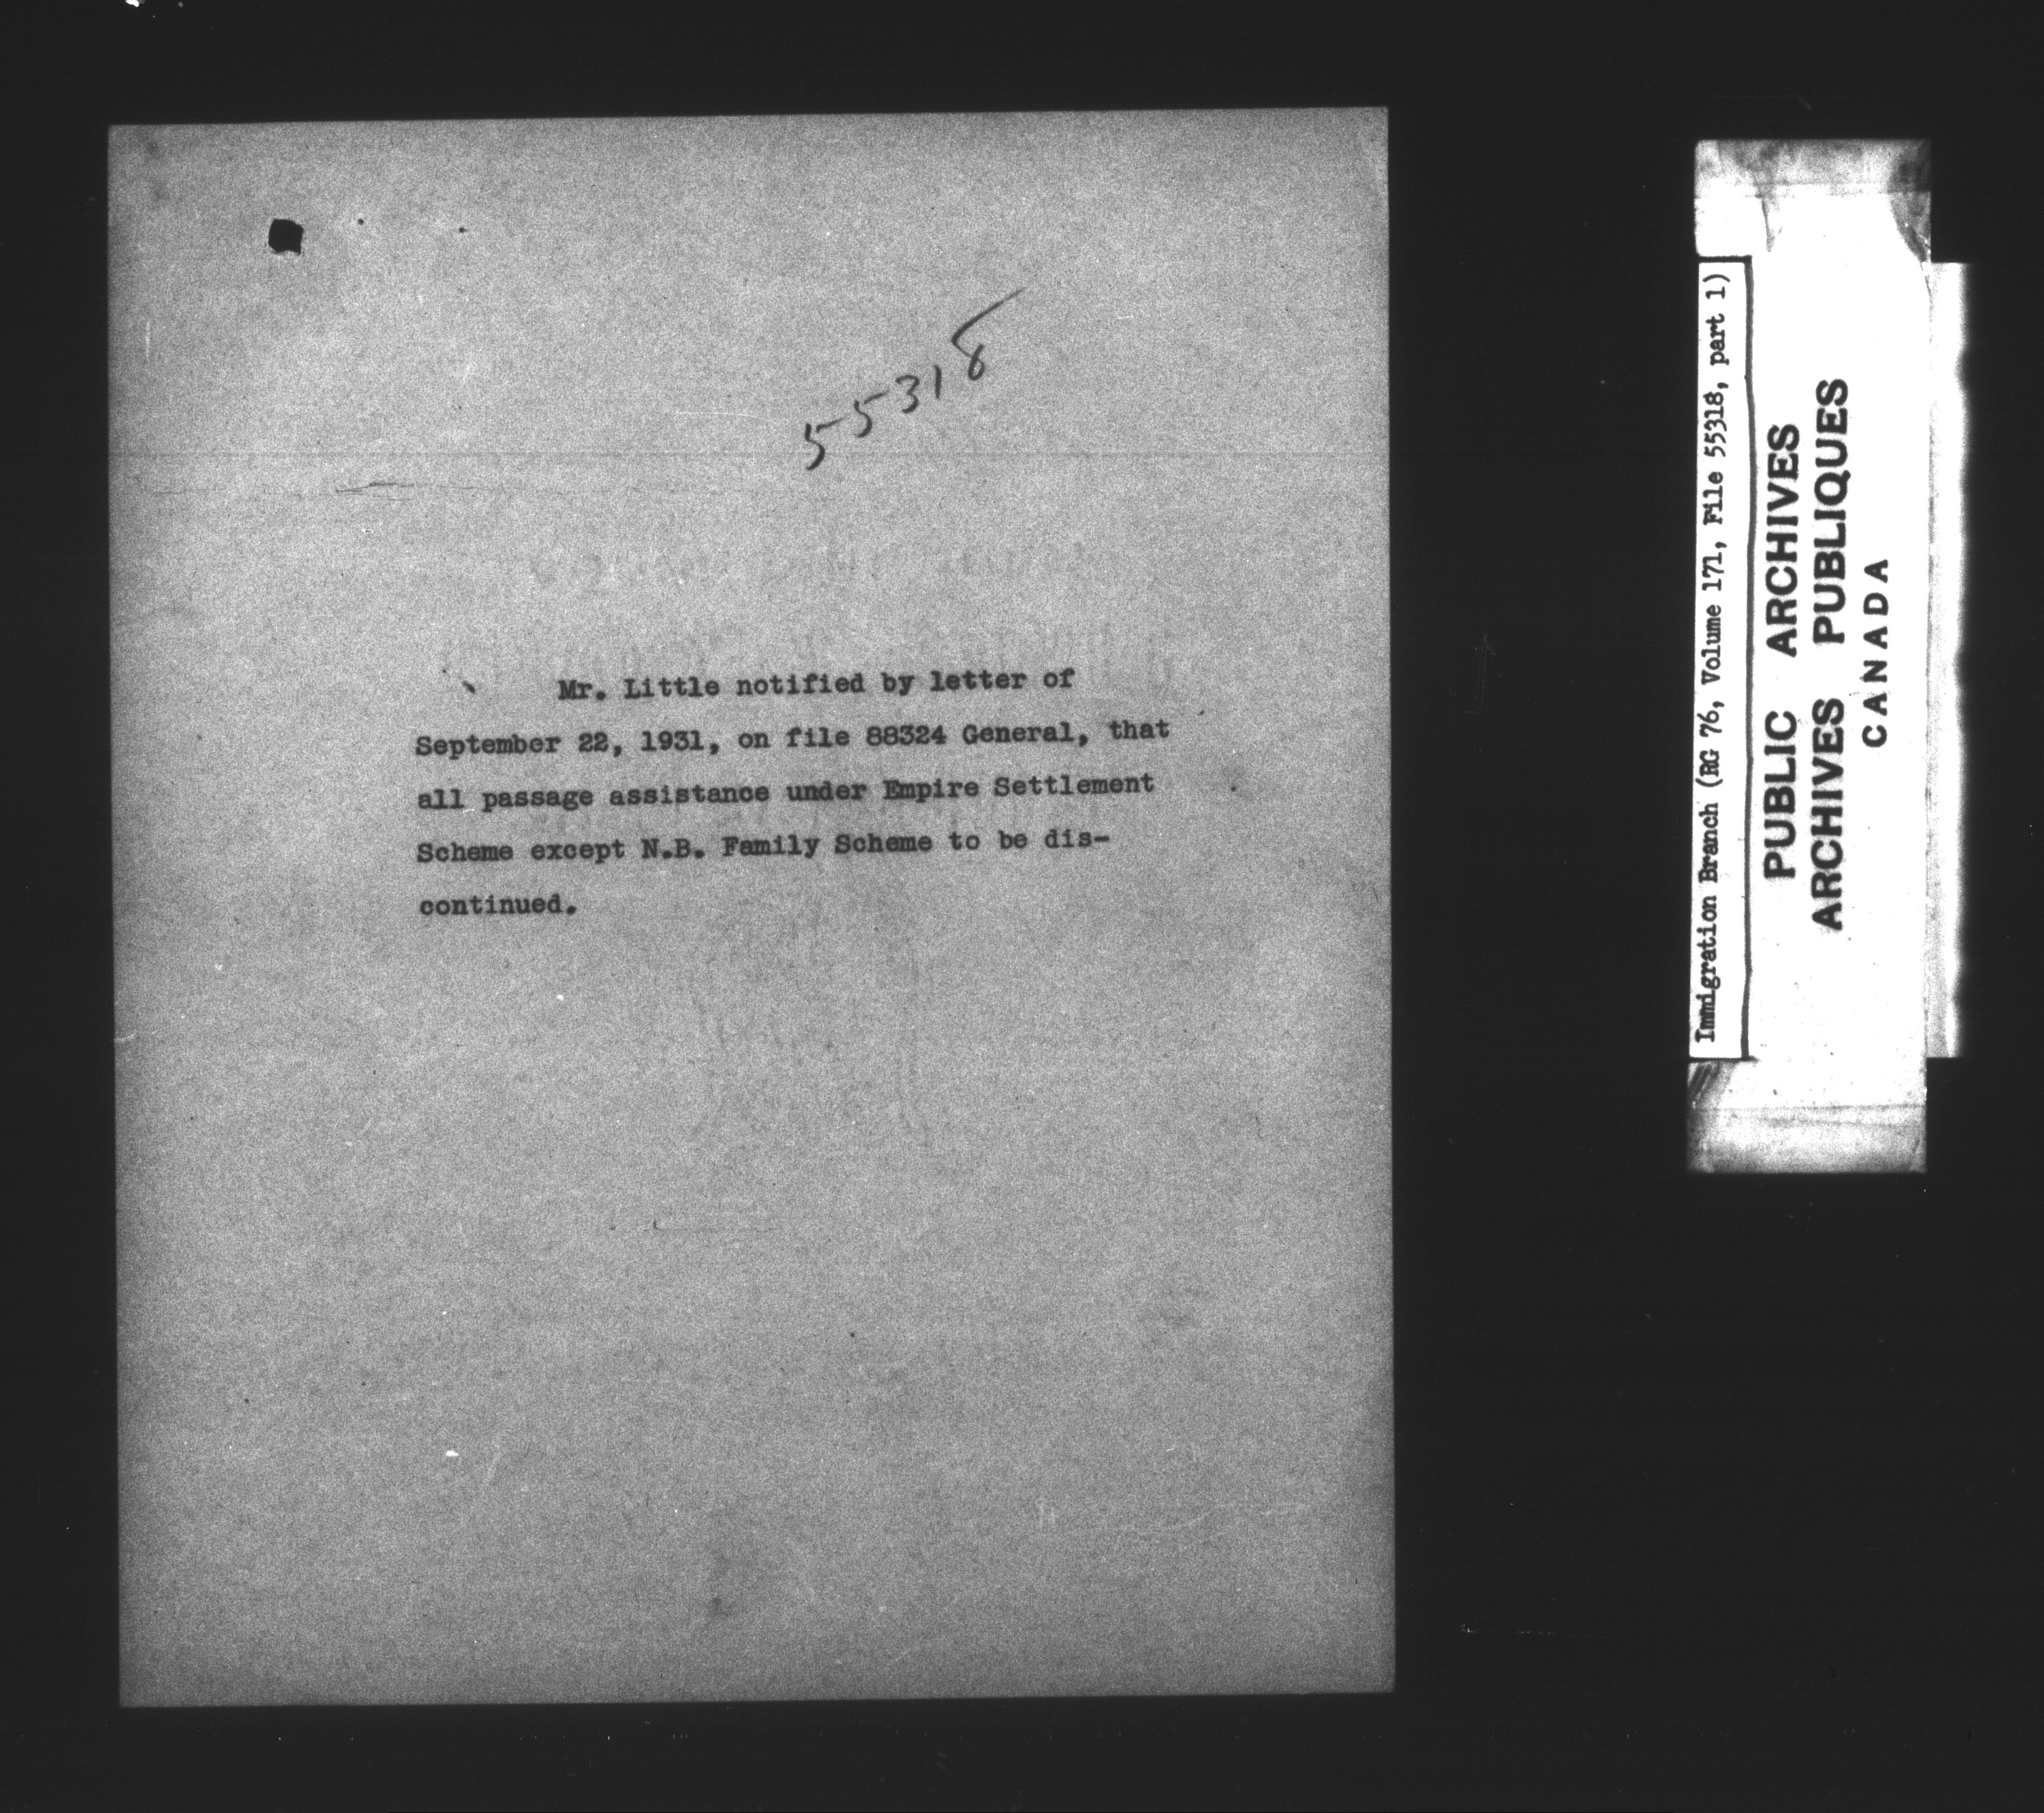 55318
Mr. Little notified by letter of
September 22, 1931, on file 88324 General, that
all passage assistance under Empire Settlement
Scheme except N.B. Family Scheme to be dis-
continued.
Immigration Branch (RG 76, Volume 171, File 55318, part 1)
PUBLIC ARCHIVES
ARCHIVES PUBLIQUES
CANADA